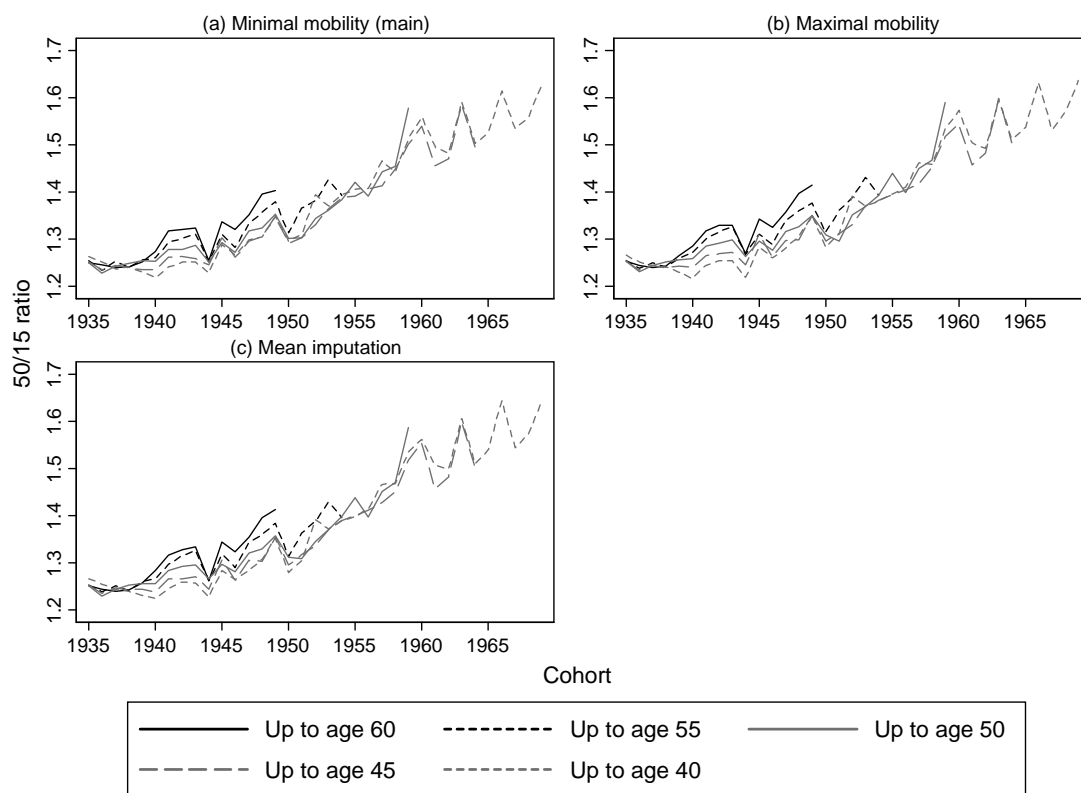 (a) Minimal mobility (main)
(b) Maximal mobility
1.7
1.6
1.5
1.4
1.3
1.2
1935 1940 1945 1950 1955 1960 1965
1.7
1.6
1.5
1.4
1.3
1.2
1935 1940 1945 1950 1955 1960 1965
50/15 ratio
(c) Mean imputation
1.7
1.6
1.5
1.4
1.3
1.2
1935 1940 1945 1950 1955 1960 1965
Cohort
Up to age 60 Up to age 55 Up to age 50
Up to age 45 Up to age 40